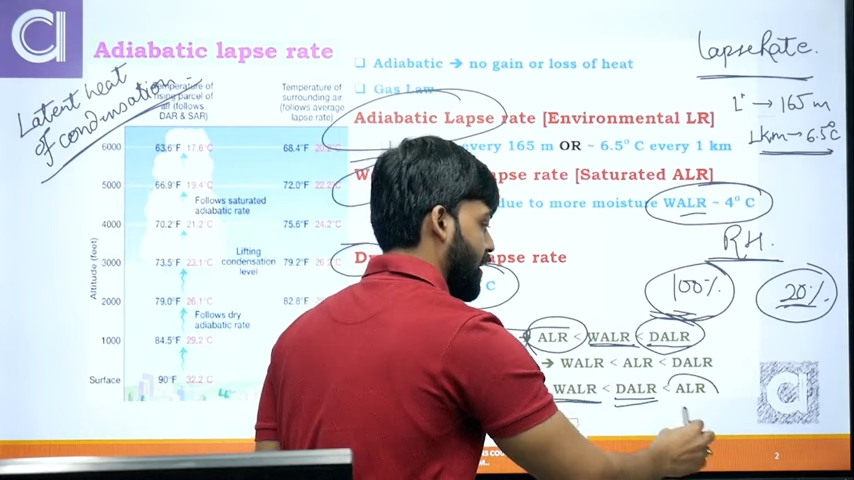 Adiabatic lapse rate
Lapse Rate.
1° → 165 m
1 km → 6.5°C
Latent heat
of condensation
Temperature of
rising parcel of
air (follows
DAR & SAR)
Temperature of
surrounding air
(follows average
lapse rate)
6000 63.6°F 17.6°C 68.4°F
5000 66.9°F 19.4°C 72.0°F 22.2°C
Follows saturated
adiabatic rate
4000 70.2°F 21.2°C 75.6°F 24.2°C
Lifting
condensation
level
3000 73.5°F 23.1°C 79.2°F
2000 79.0°F 26.1°C 82.8°F
Follows dry
adiabatic rate
1000 84.5°F 29.2°C
Surface 90°F 32.2°C
Altitude (feet)
❑ Adiabatic → no gain or loss of heat
❑ Gas Law
Adiabatic Lapse rate [Environmental LR]
every 165 m OR ~ 6.5° C every 1 km
W apse rate [Saturated ALR]
due to more moisture WALR ~ 4° C
RH.
Dr apse rate
C
100% 20%
ALR < WALR < DALR
→ WALR < ALR < DALR
WALR < DALR < ALR
2